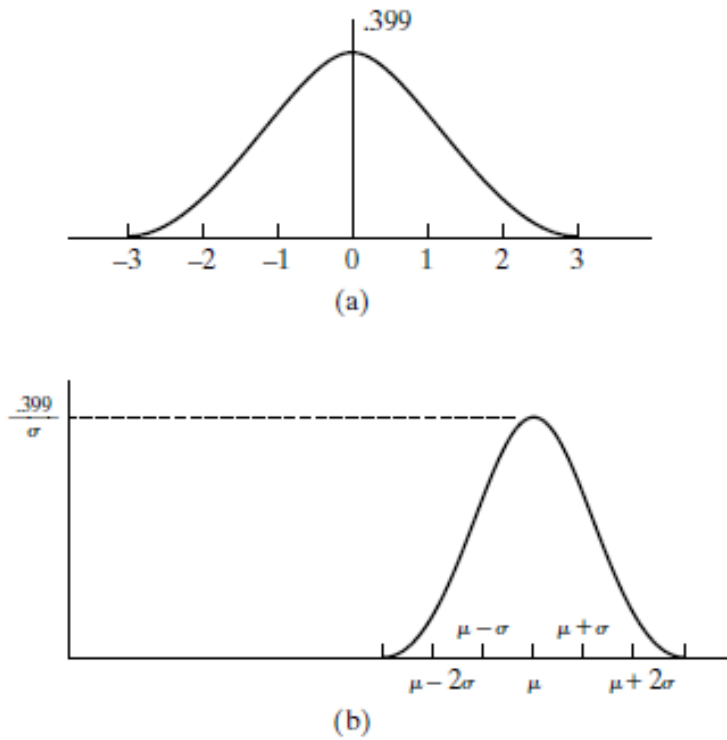 .399
–3 –2 –1 0 1 2 3
(a)
.399
σ
μ – σ μ + σ
μ – 2σ μ μ + 2σ
(b)